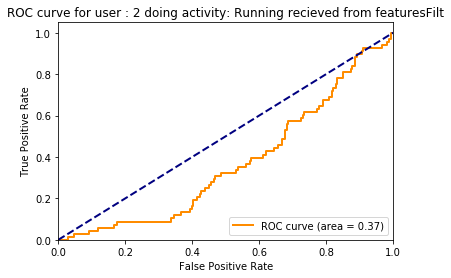 ROC curve for user : 2 doing activity: Running recieved from featuresFilt
1.0
0.8
0.6
0.4
0.2
0.0
True Positive Rate
ROC curve (area = 0.37)
0.0 0.2 0.4 0.6 0.8 1.0
False Positive Rate